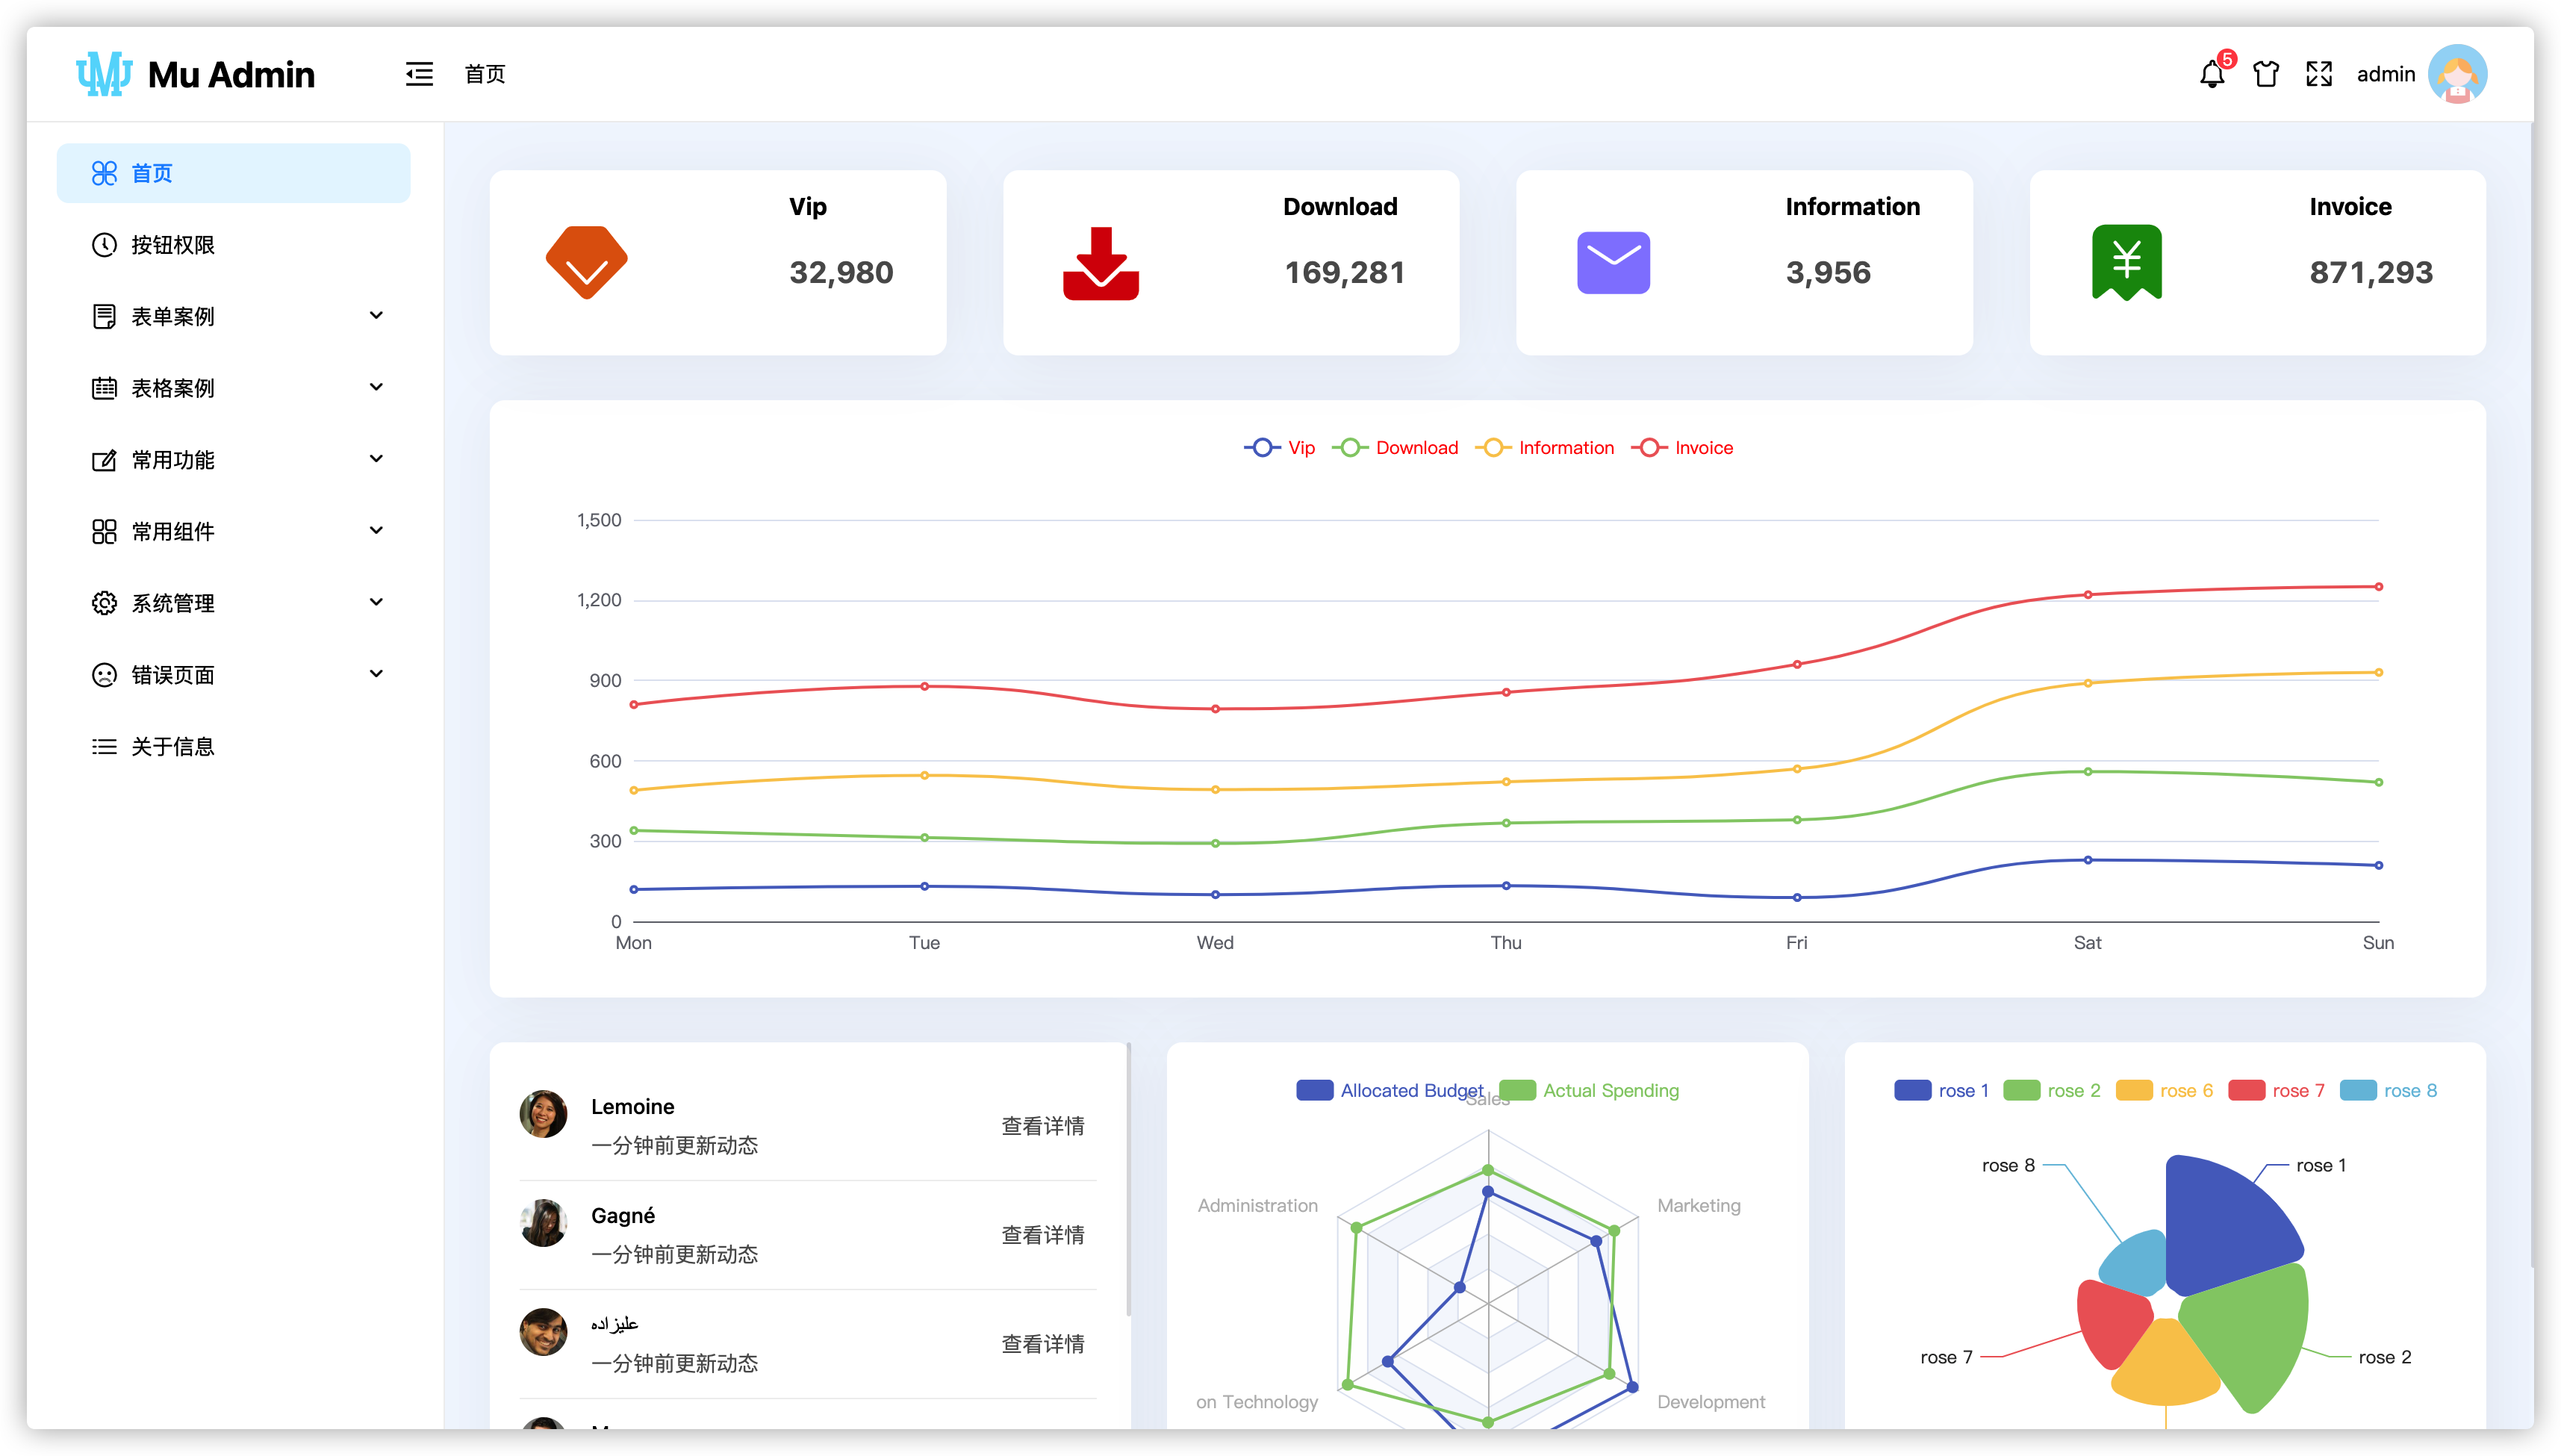 Mu Admin
首页
5
admin
首页
按钮权限
表单案例
表格案例
常用功能
常用组件
系统管理
错误页面
关于信息
Vip
32,980
Download
169,281
Information
3,956
Invoice
871,293
Vip Download Information Invoice
1,500
1,200
900
600
300
0
Mon Tue Wed Thu Fri Sat Sun
Lemoine
一分钟前更新动态
查看详情
Gagné
一分钟前更新动态
查看详情
علیزاده
一分钟前更新动态
查看详情
Allocated Budget Actual Spending
Sales
Administration
Marketing
on Technology
Development
rose 1 rose 2 rose 6 rose 7 rose 8
rose 8
rose 1
rose 7
rose 2